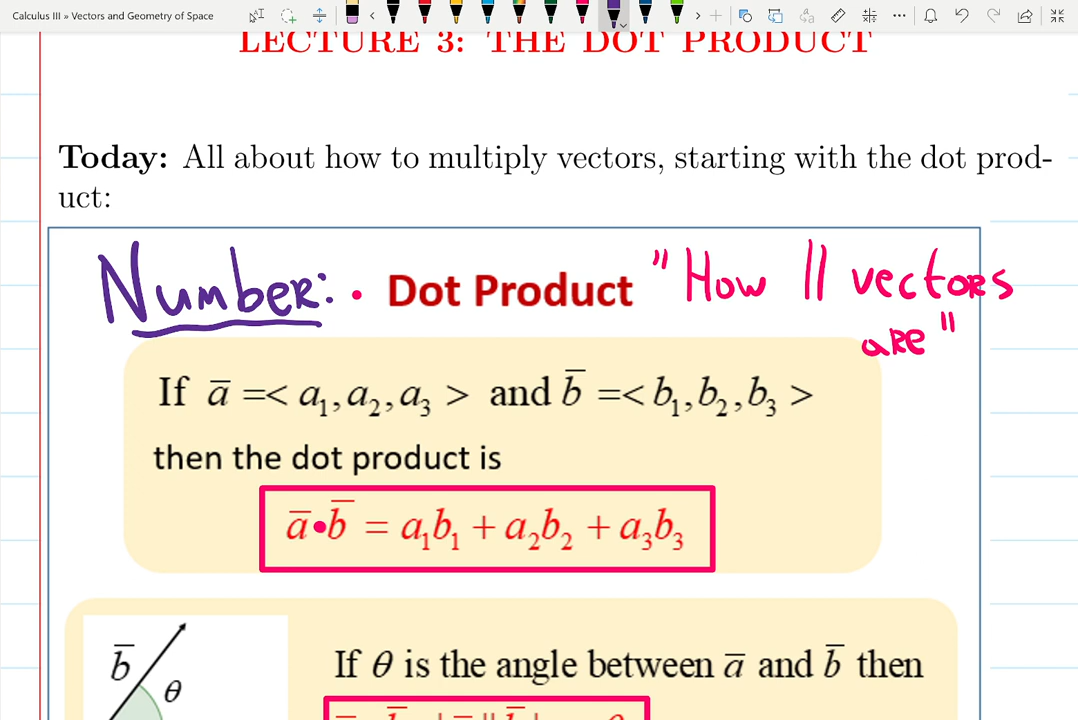 Calculus III » Vectors and Geometry of Space
LECTURE 3: THE DOT PRODUCT
Today: All about how to multiply vectors, starting with the dot prod-
uct:
Number: • Dot Product "How || vectors
are"
If a̅ =< a₁,a₂,a₃ > and b̅ =< b₁,b₂,b₃ >
then the dot product is
a̅•b̅ = a₁b₁ + a₂b₂ + a₃b₃
b̅
θ
If θ is the angle between a̅ and b̅ then